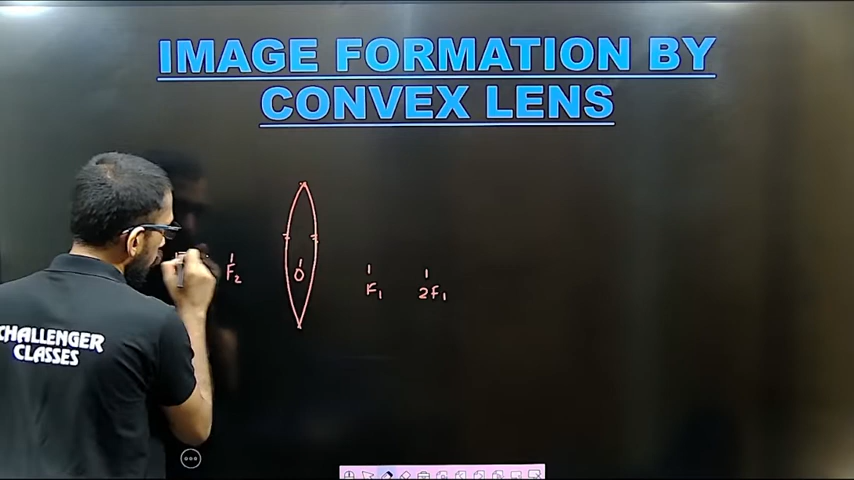 IMAGE FORMATION BY
CONVEX LENS
F₂
O
F₁
2F₁
CHALLENGER
CLASSES